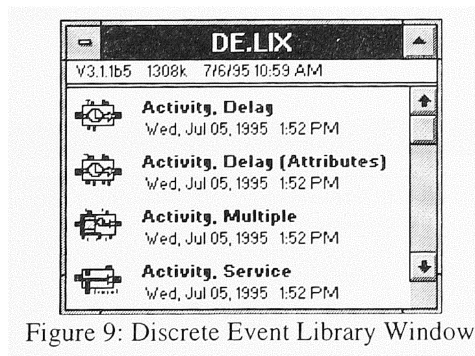 DE.LIX
V3.1.1b5 1308k 7/6/95 10:59 AM
Activity, Delay
Wed, Jul 05, 1995 1:52 PM
Activity, Delay (Attributes)
Wed, Jul 05, 1995 1:52 PM
Activity, Multiple
Wed, Jul 05, 1995 1:52 PM
Activity, Service
Wed, Jul 05, 1995 1:52 PM
Figure 9: Discrete Event Library Window